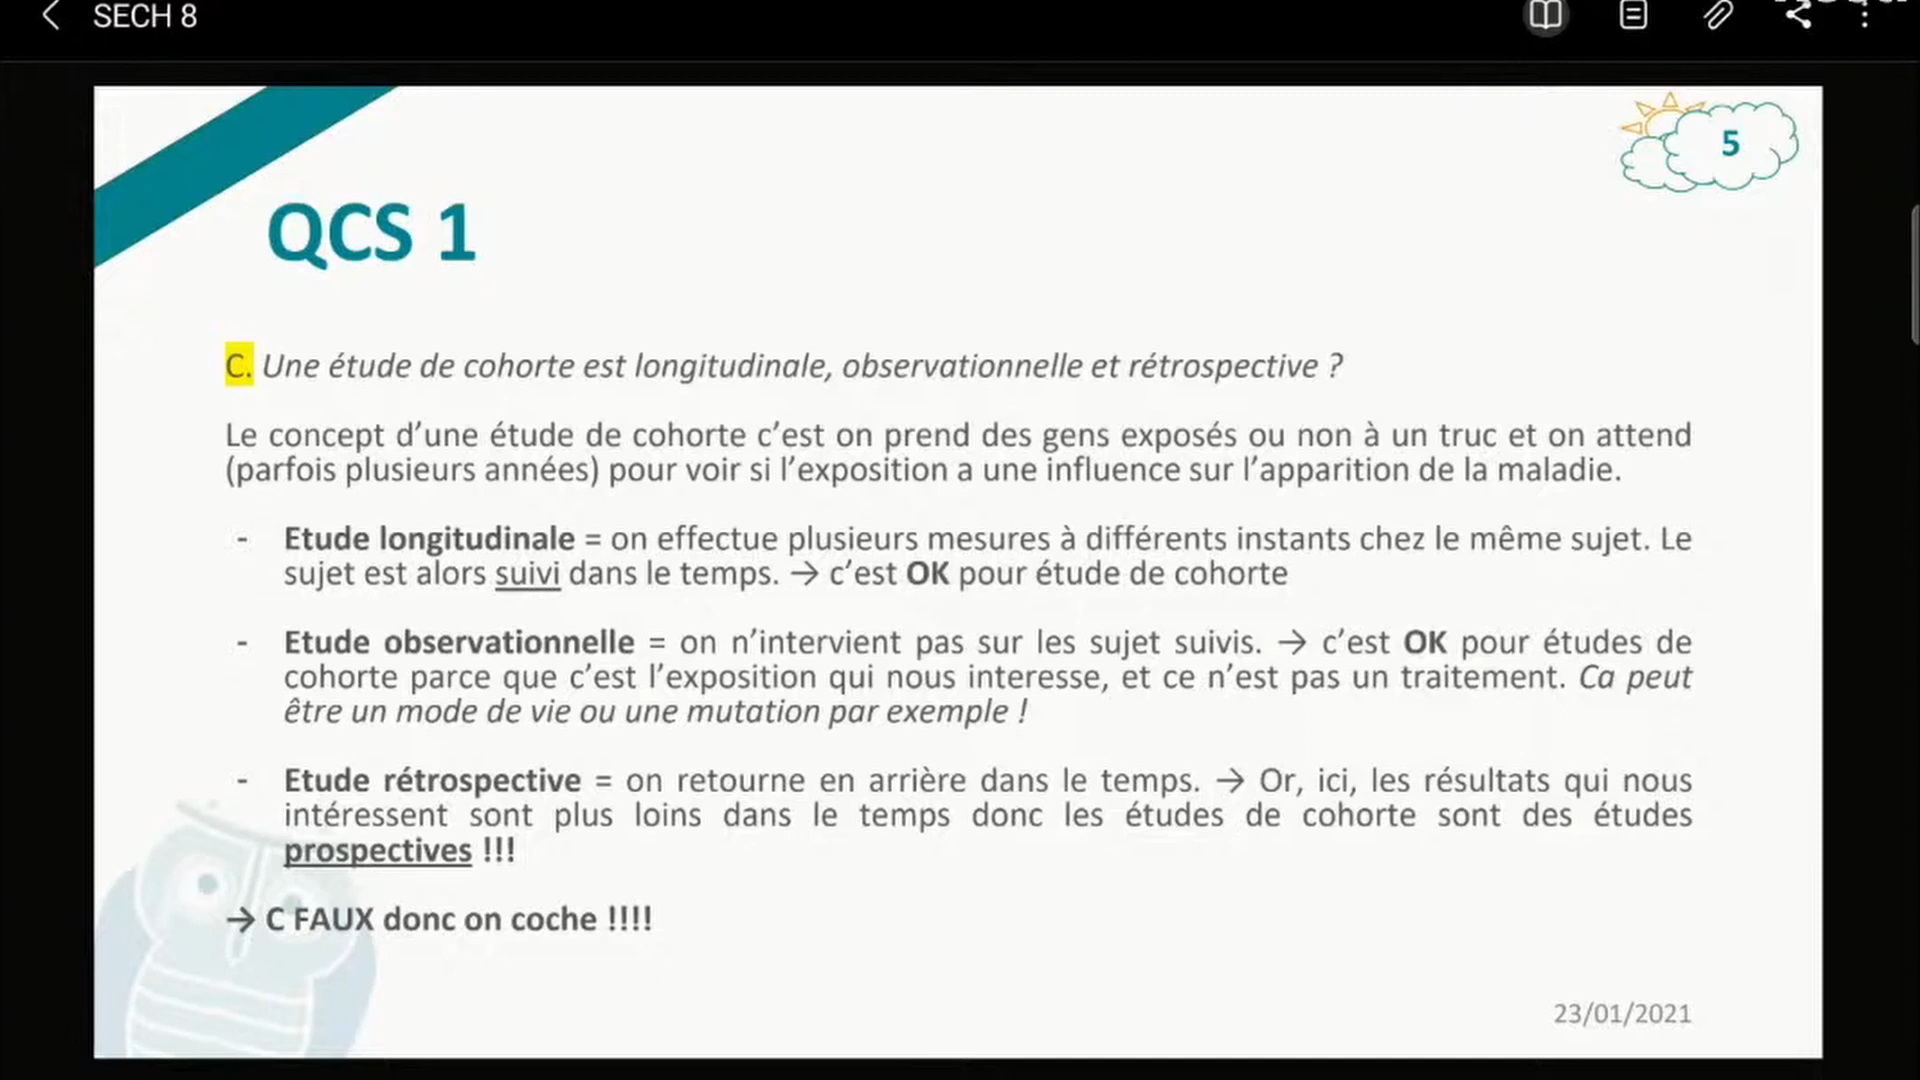 SECH 8
5
QCS 1
C. Une étude de cohorte est longitudinale, observationnelle et rétrospective ?
Le concept d’une étude de cohorte c’est on prend des gens exposés ou non à un truc et on attend
(parfois plusieurs années) pour voir si l’exposition a une influence sur l’apparition de la maladie.
- Etude longitudinale = on effectue plusieurs mesures à différents instants chez le même sujet. Le
sujet est alors suivi dans le temps. → c’est OK pour étude de cohorte
- Etude observationnelle = on n’intervient pas sur les sujet suivis. → c’est OK pour études de
cohorte parce que c’est l’exposition qui nous interesse, et ce n’est pas un traitement. Ca peut
être un mode de vie ou une mutation par exemple !
- Etude rétrospective = on retourne en arrière dans le temps. → Or, ici, les résultats qui nous
intéressent sont plus loins dans le temps donc les études de cohorte sont des études
prospectives !!!
→ C FAUX donc on coche !!!!
23/01/2021